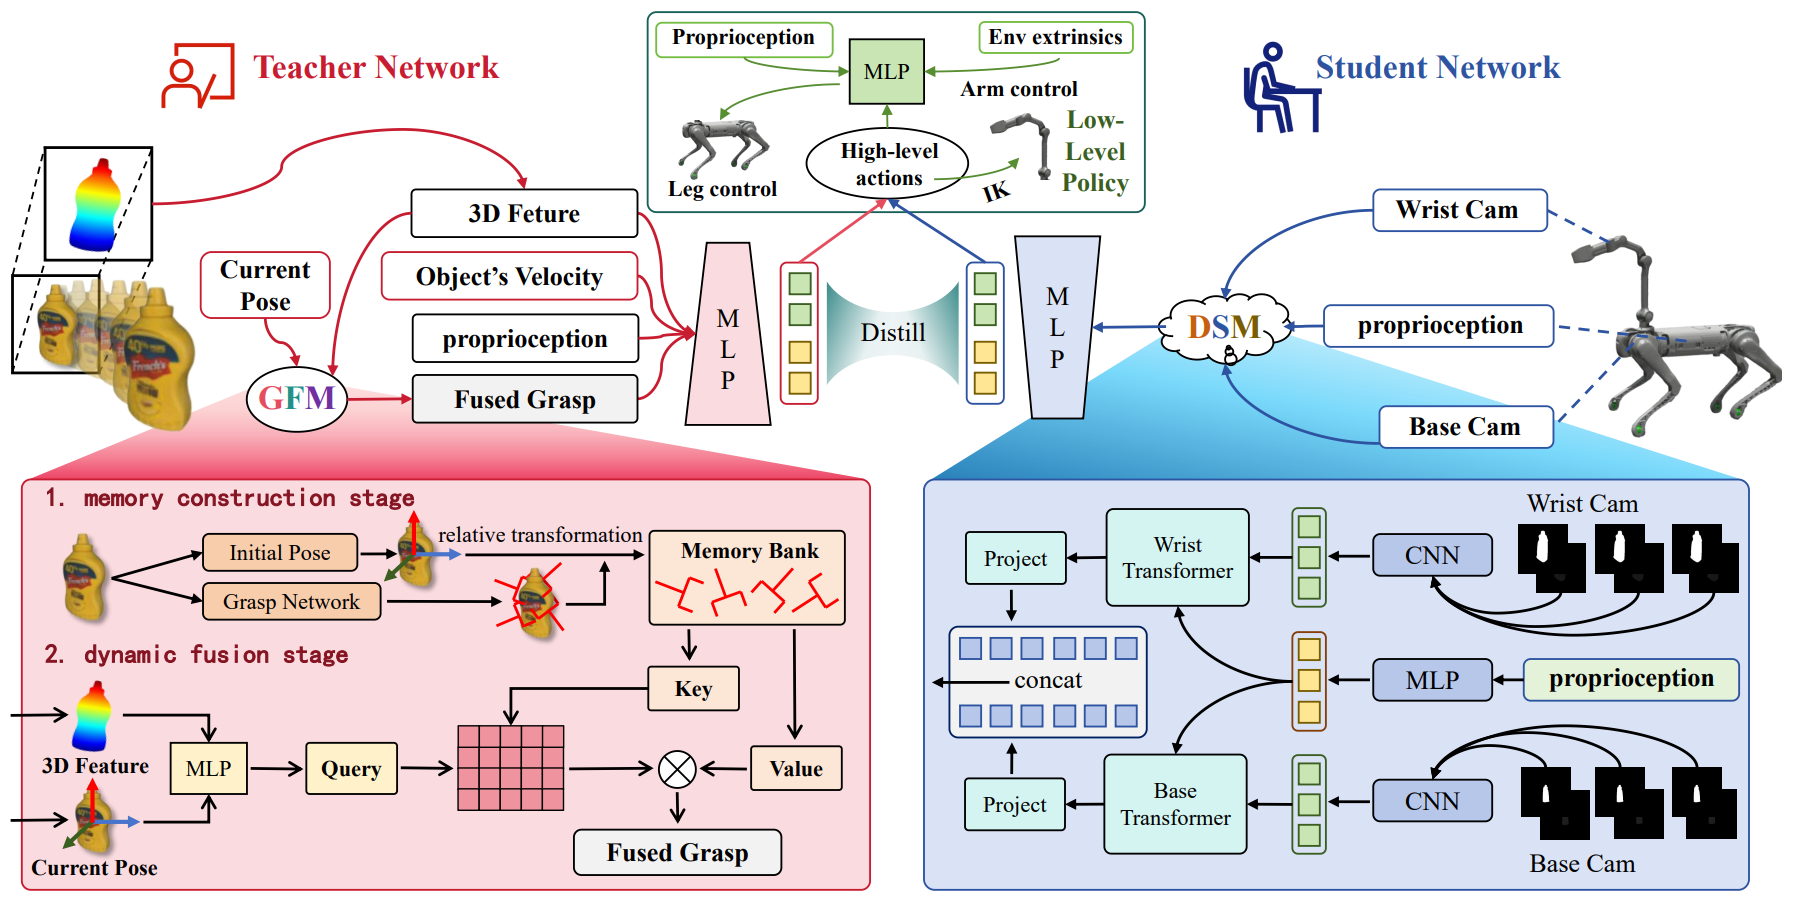 Teacher Network
Proprioception
Env extrinsics
MLP
Arm control
High-level
actions
IK
Leg control
Low-
Level
Policy
Student Network
3D Feture
Current
Pose
Object's Velocity
proprioception
Fused Grasp
GFM
M
L
P
Distill
M
L
P
DSM
Wrist Cam
proprioception
Base Cam
1. memory construction stage
Initial Pose
Grasp Network
relative transformation
Memory Bank
2. dynamic fusion stage
Key
3D Feature
MLP
Query
Value
Current Pose
Fused Grasp
Wrist Cam
Project
Wrist
Transformer
CNN
concat
MLP
proprioception
Project
Base
Transformer
CNN
Base Cam